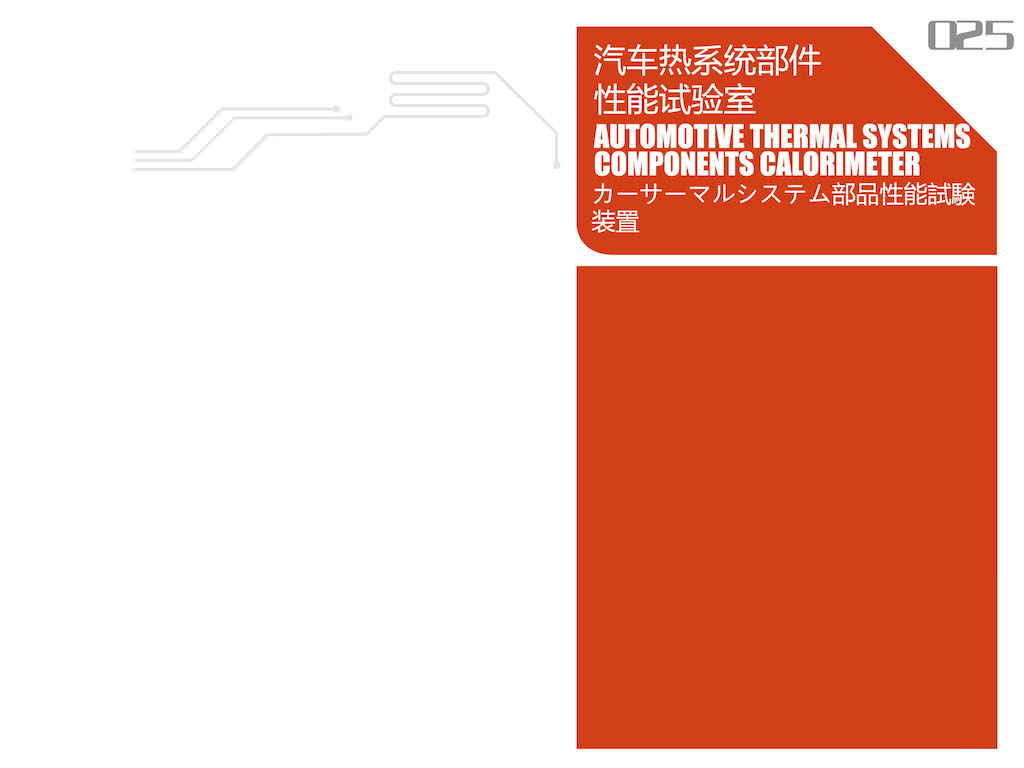 025
汽车热系统部件
性能试验室
AUTOMOTIVE THERMAL SYSTEMS
COMPONENTS CALORIMETER
カーサーマルシステム部品性能試験
装置